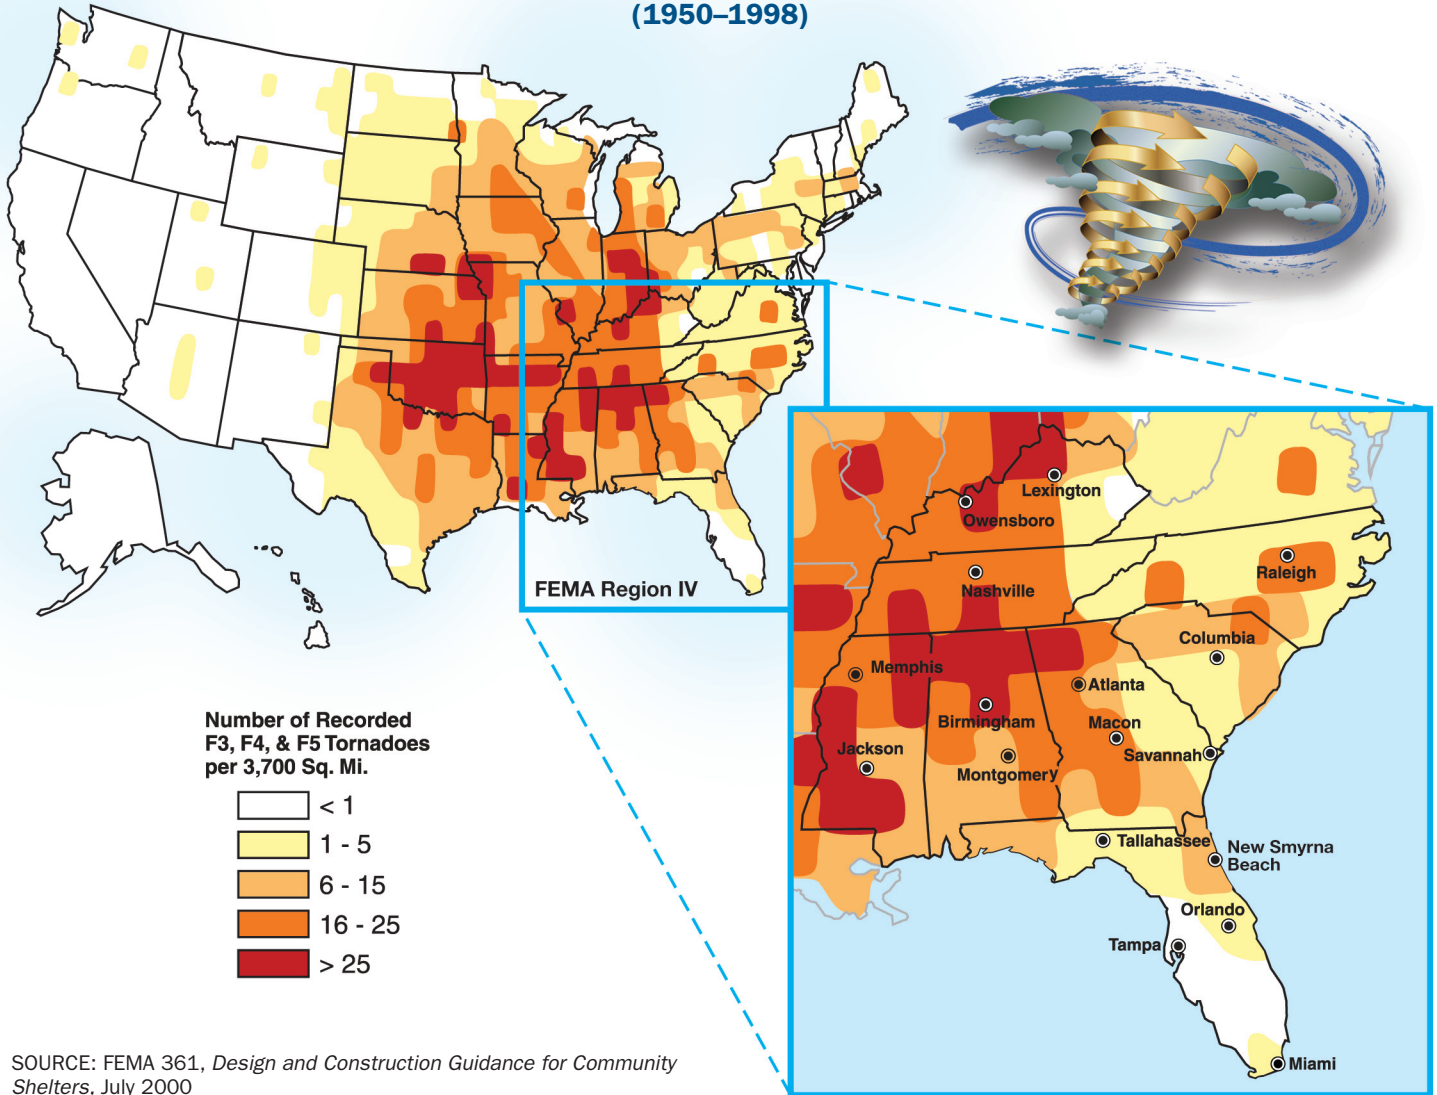 (1950–1998)
FEMA Region IV
Lexington
Owensboro
Nashville
Raleigh
Columbia
Memphis
Atlanta
Birmingham
Macon
Jackson
Savannah
Montgomery
Tallahassee
New Smyrna
Beach
Orlando
Tampa
Miami
Number of Recorded
F3, F4, & F5 Tornadoes
per 3,700 Sq. Mi.
< 1
1 - 5
6 - 15
16 - 25
> 25
SOURCE: FEMA 361, Design and Construction Guidance for Community
Shelters, July 2000